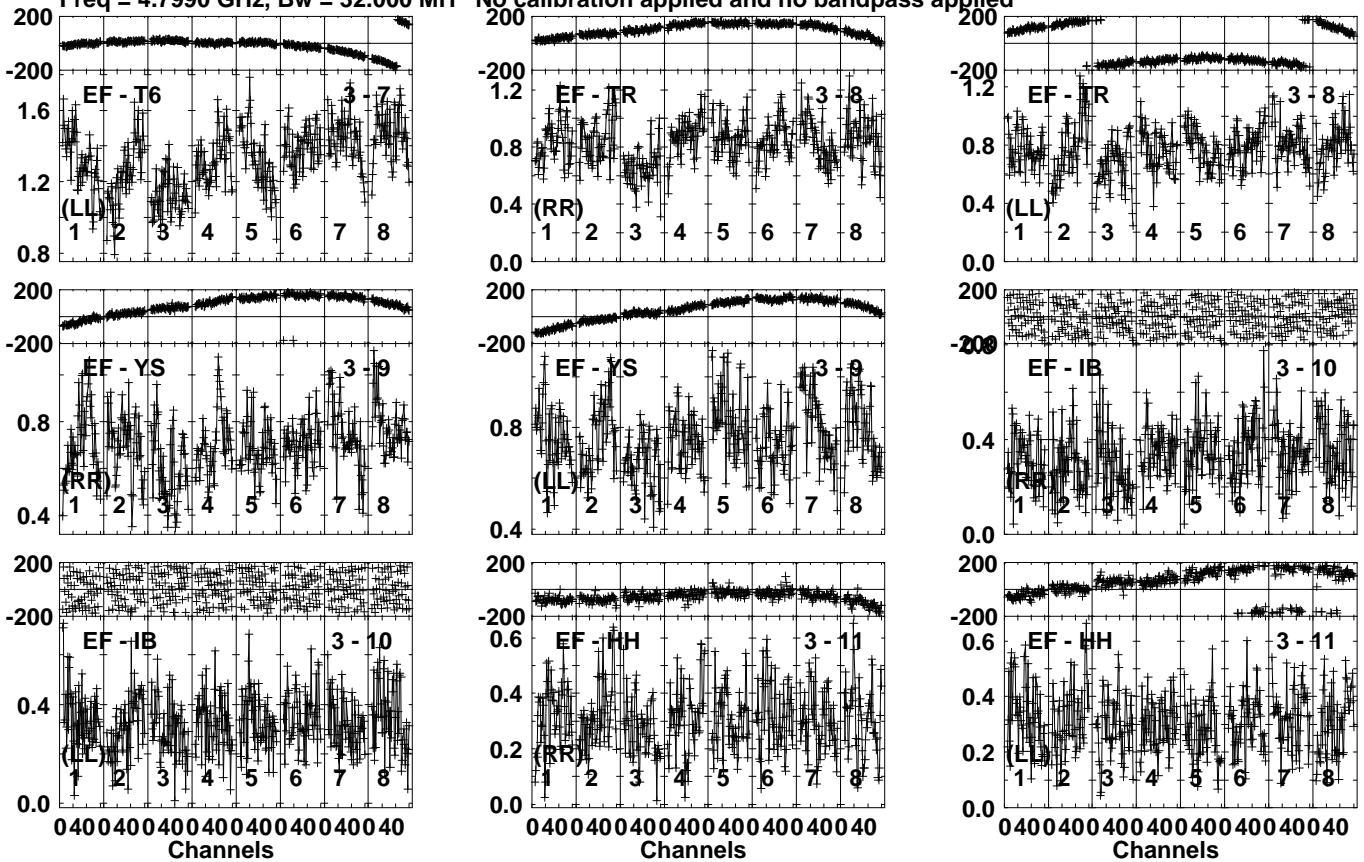 Freq = 4.7990 GHz, Bw = 32.000 MH No calibration applied and no bandpass applied
200 200 200
-200 -200 -200
EF - T6 3 - 7 EF - TR 3 - 8 EF - TR 3 - 8
1.6 1.2 1.2
0.8 0.8
1.2
0.4 0.4
(LL) (RR) (LL)
1 2 3 4 5 6 7 8 1 2 3 4 5 6 7 8 1 2 3 4 5 6 7 8
0.8 0.0 0.0
200 200 200
-200 -200 -200 0.8
EF - YS 3 - 9 EF - YS 3 - 9 EF - IB 3 - 10
0.8 0.8 0.4
(RR) (LL) (RR)
1 2 3 4 5 6 7 8 1 2 3 4 5 6 7 8 1 2 3 4 5 6 7 8
0.4 0.4 0.0
200 200 200
-200 -200 -200
EF - IB 3 - 10 EF - HH 3 - 11 EF - HH 3 - 11
0.6 0.6
0.4 0.4 0.4
0.2 0.2
(LL) (RR) (LL)
1 2 3 4 5 6 7 8 1 2 3 4 5 6 7 8 1 2 3 4 5 6 7 8
0.0 0.0 0.0
0 40 0 40 0 40 0 40 0 40 0 40 0 40 0 40 0 40 0 40 0 40 0 40 0 40 0 40 0 40 0 40 0 40 0 40 0 40 0 40 0 40 0 40 0 40 0 40
Channels Channels Channels